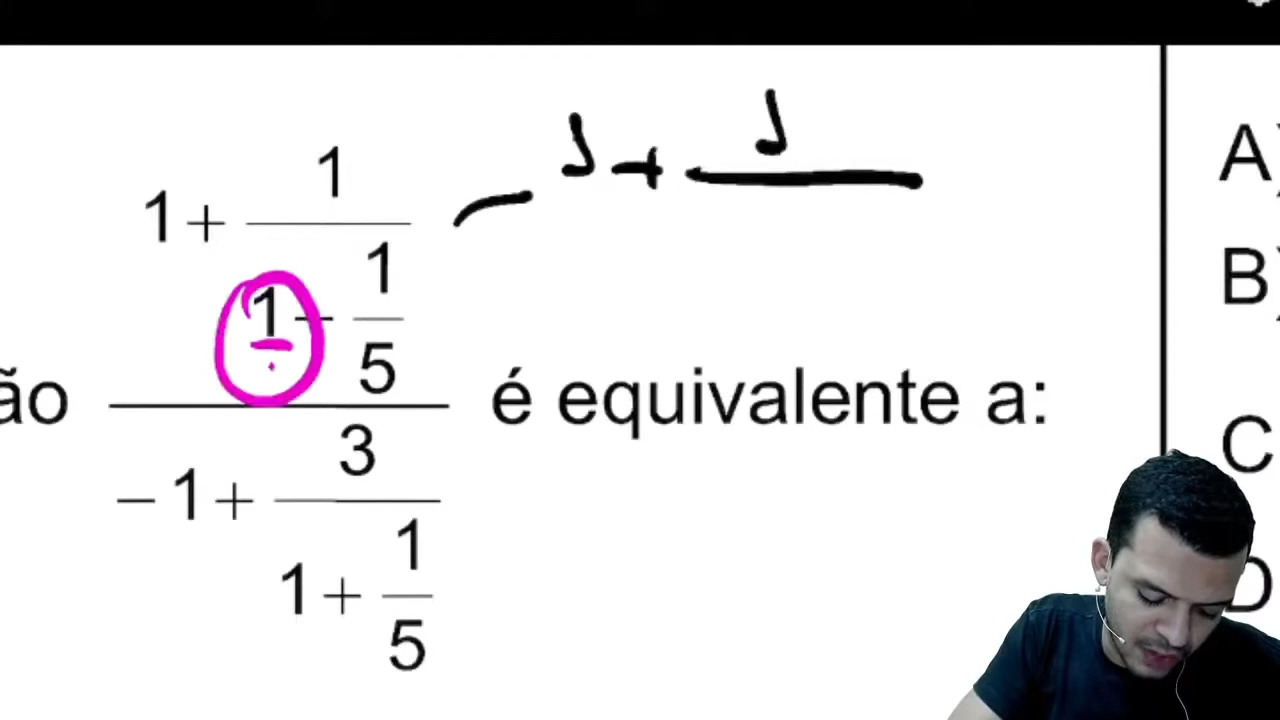 1 + 1 / (1 - 1/5)
1 + 1
ão
é equivalente a:
-1 + 3 / (1 + 1/5)
A)
B)
C
D